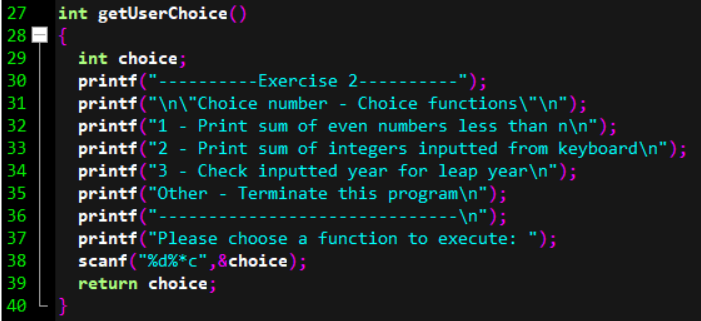 27 int getUserChoice()
28 {
29 int choice;
30 printf("----------Exercise 2----------");
31 printf("\n\"Choice number - Choice functions\"\n");
32 printf("1 - Print sum of even numbers less than n\n");
33 printf("2 - Print sum of integers inputted from keyboard\n");
34 printf("3 - Check inputted year for leap year\n");
35 printf("Other - Terminate this program\n");
36 printf("------------------------------\n");
37 printf("Please choose a function to execute: ");
38 scanf("%d%*c",&choice);
39 return choice;
40 }